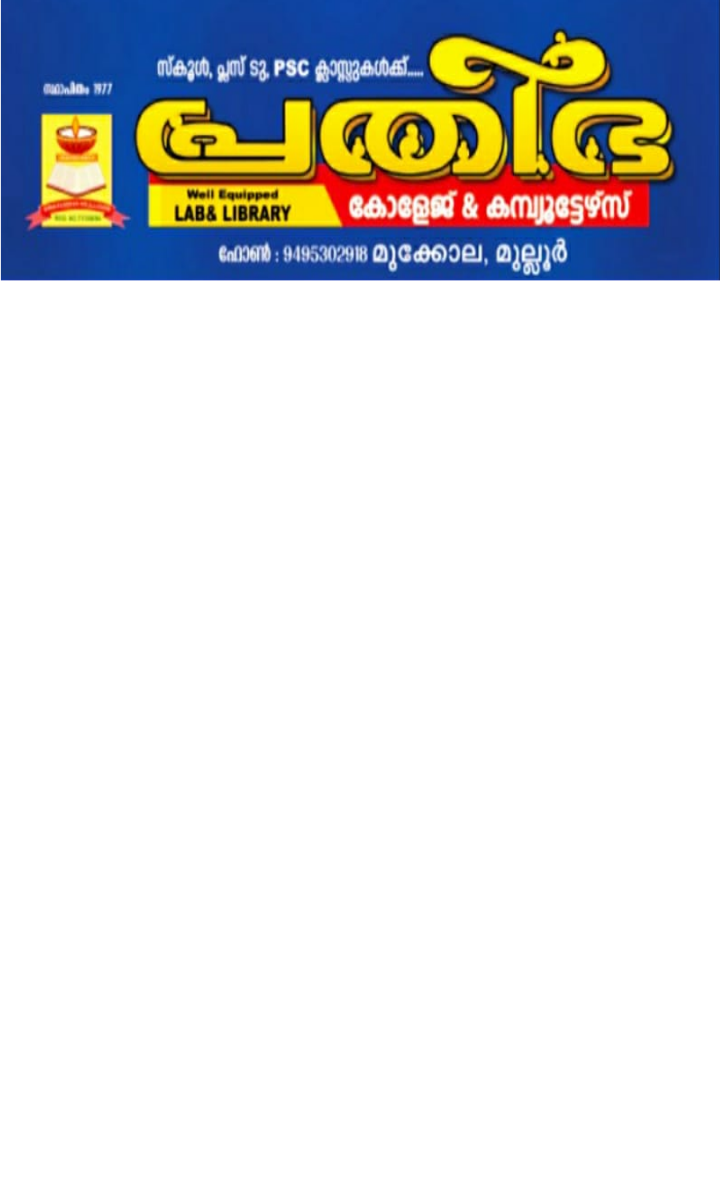 സ്കൂൾ, പ്ലസ് ടു, PSC ക്ലാസ്സുകൾക്ക്.....
സ്ഥാപിതം 1977
പ്രതിഭ
Well Equipped
LAB& LIBRARY
കോളേജ് & കമ്പ്യൂട്ടേഴ്സ്
ഫോൺ : 9495302918 മുക്കോല, മുല്ലൂർ